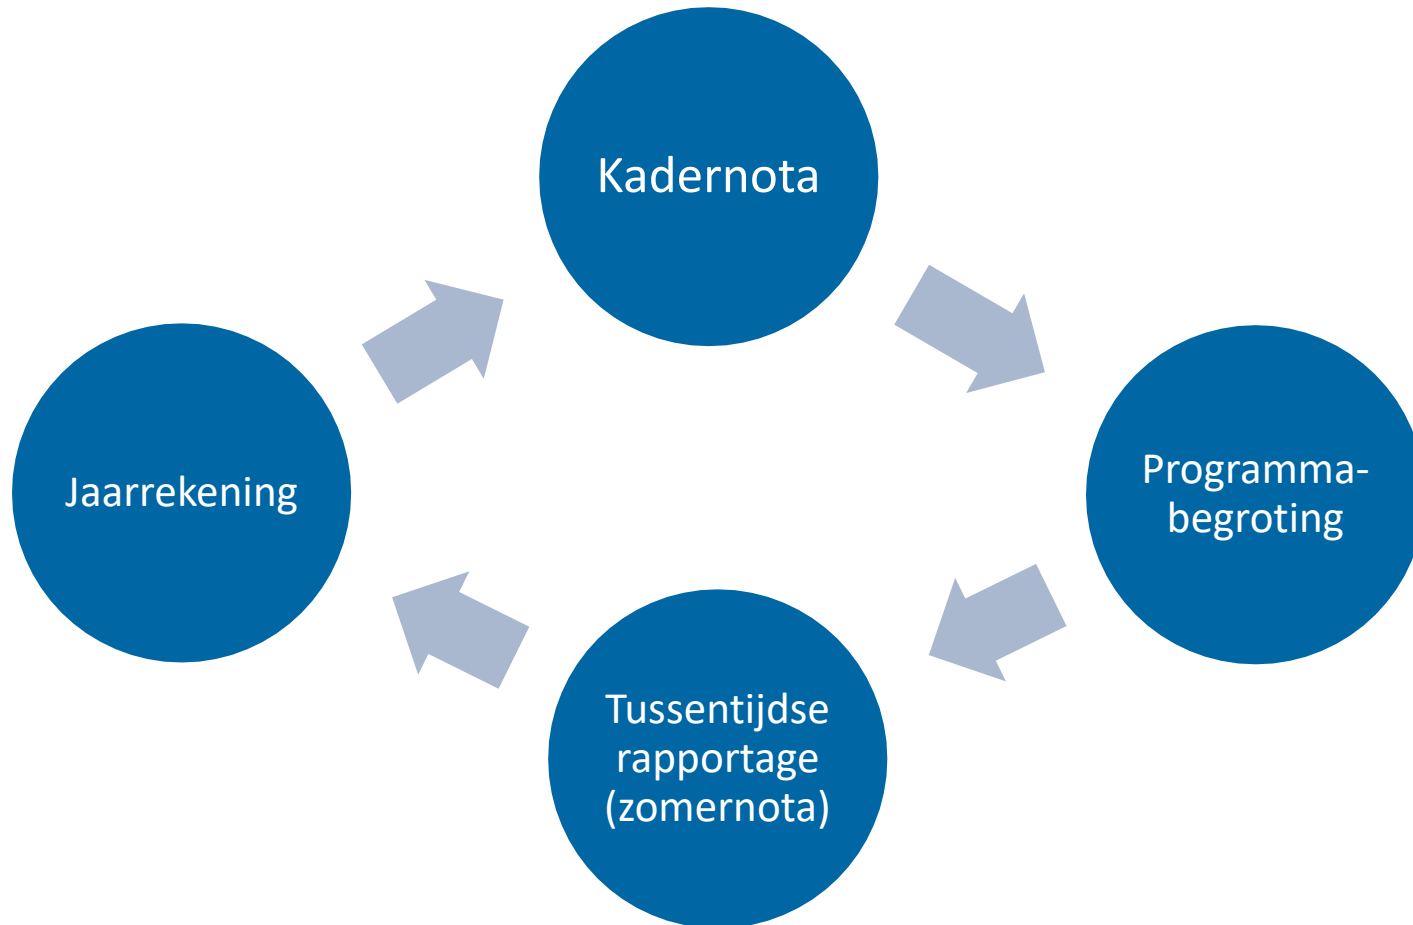 Kadernota
Programma-
begroting
Tussentijdse
rapportage
(zomernota)
Jaarrekening